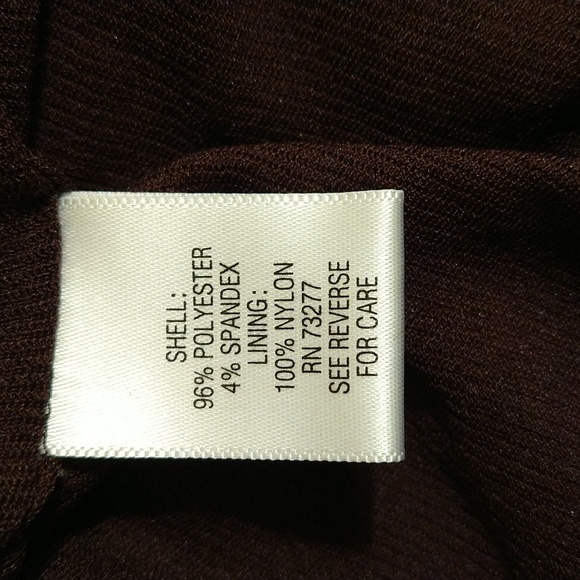 SHELL:
96% POLYESTER
4% SPANDEX
LINING:
100% NYLON
RN 73277
SEE REVERSE
FOR CARE